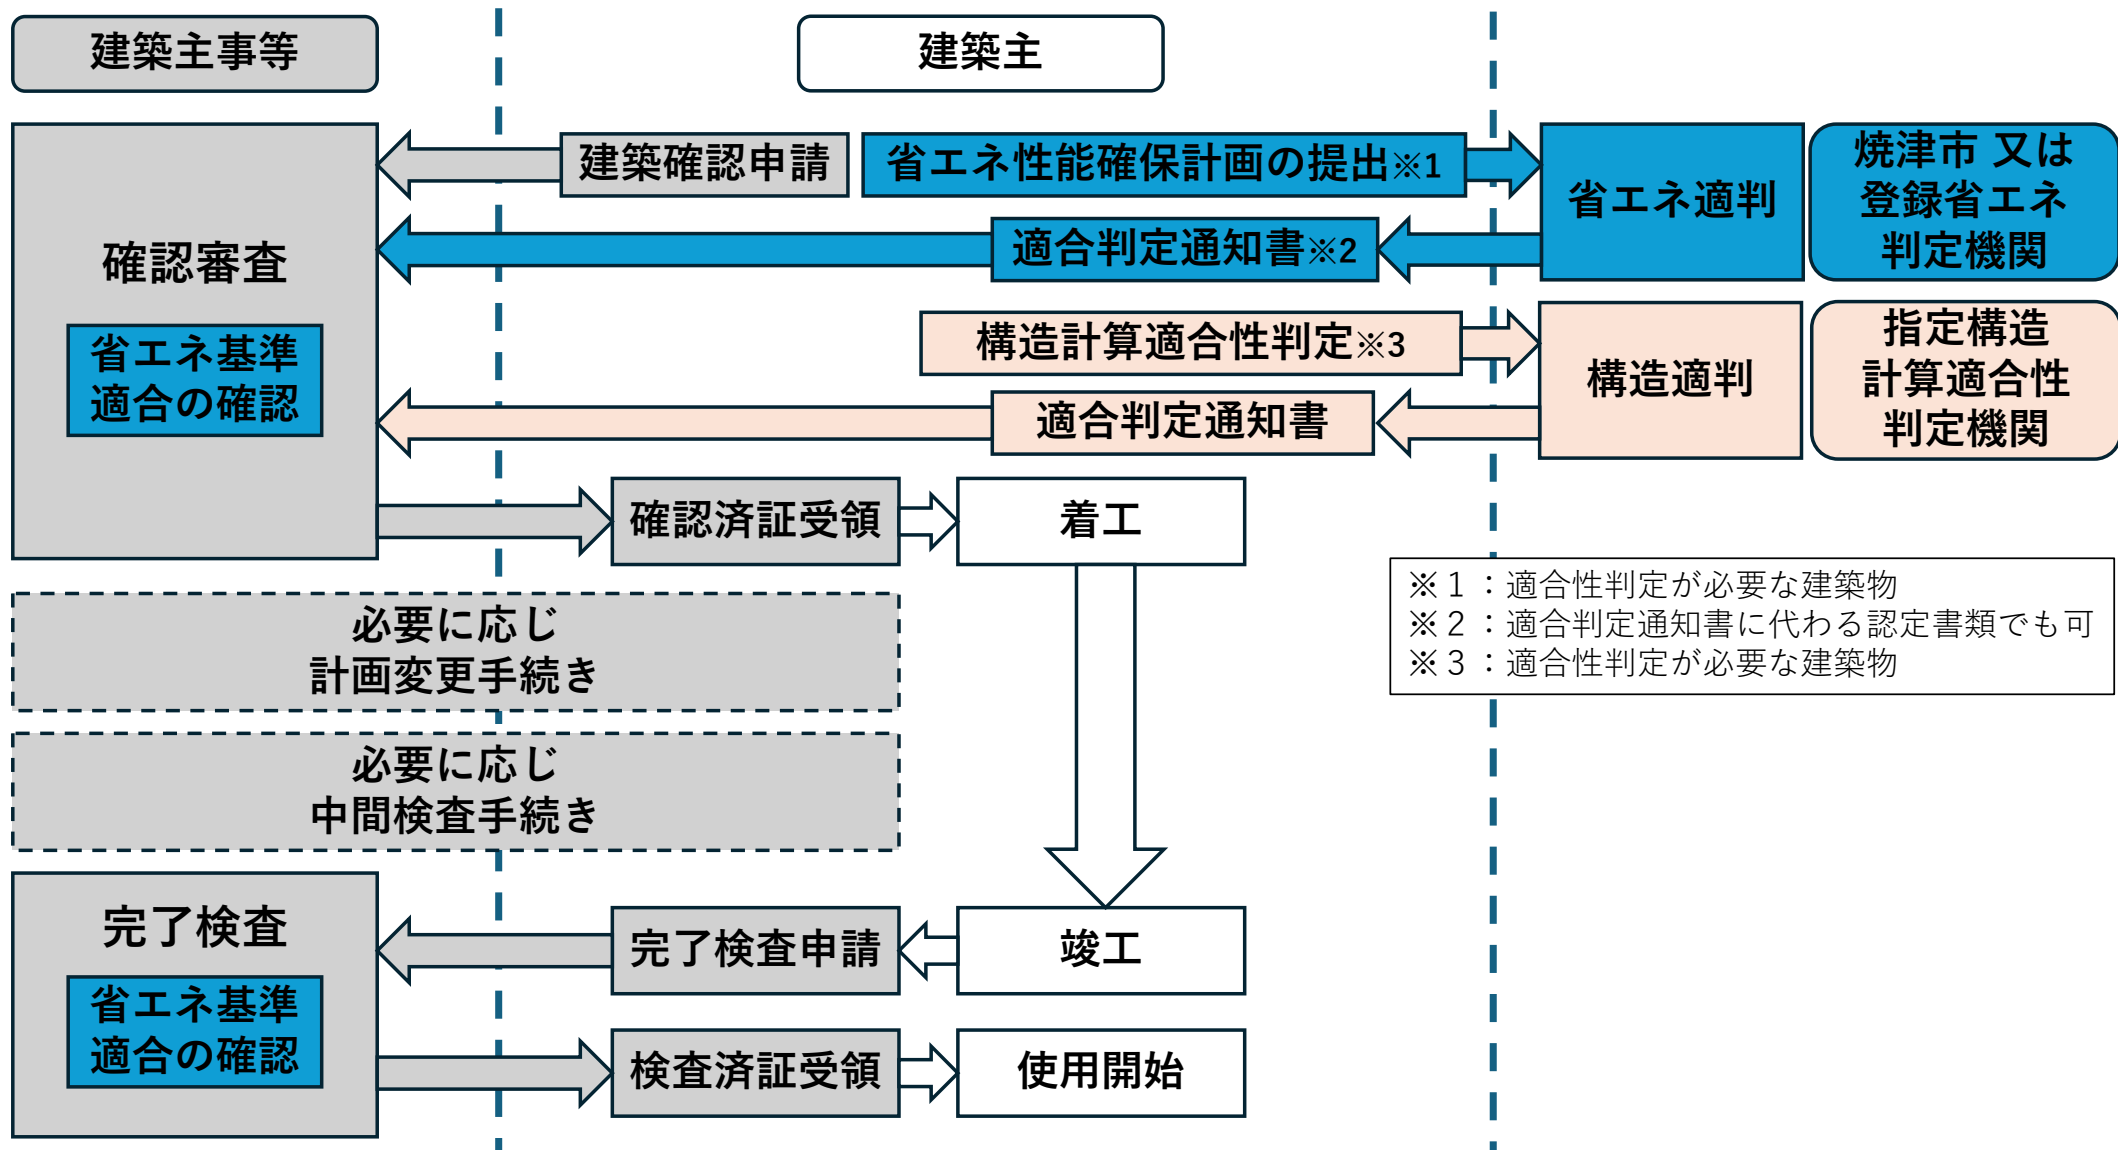 建築主事等
建築主
建築確認申請
省エネ性能確保計画の提出※1
省エネ適判
焼津市 又は
登録省エネ
判定機関
確認審査
適合判定通知書※2
省エネ基準
適合の確認
構造計算適合性判定※3
構造適判
指定構造
計算適合性
判定機関
適合判定通知書
確認済証受領
着工
※１：適合性判定が必要な建築物
※２：適合判定通知書に代わる認定書類でも可
※３：適合性判定が必要な建築物
必要に応じ
計画変更手続き
必要に応じ
中間検査手続き
完了検査
省エネ基準
適合の確認
完了検査申請
竣工
検査済証受領
使用開始